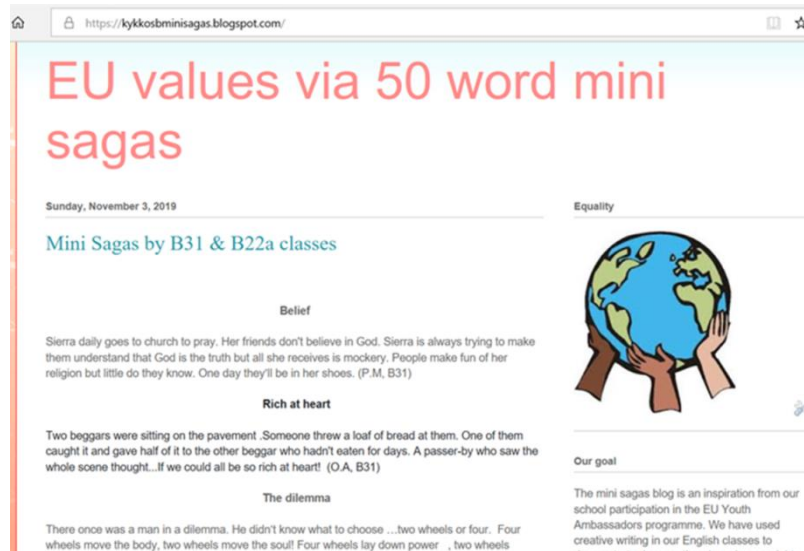 https://kykkosbminisagas.blogspot.com/
EU values via 50 word mini
sagas
Sunday, November 3, 2019
Mini Sagas by B31 & B22a classes
Belief
Sierra daily goes to church to pray. Her friends don't believe in God. Sierra is always trying to make
them understand that God is the truth but all she receives is mockery. People make fun of her
religion but little do they know. One day they'll be in her shoes. (P.M, B31)
Rich at heart
Two beggars were sitting on the pavement .Someone threw a loaf of bread at them. One of them
caught it and gave half of it to the other beggar who hadn't eaten for days. A passer-by who saw the
whole scene thought...If we could all be so rich at heart! (O.A, B31)
The dilemma
There once was a man in a dilemma. He didn't know what to choose ...two wheels or four. Four
wheels move the body, two wheels move the soul! Four wheels lay down power , two wheels
Equality
Our goal
The mini sagas blog is an inspiration from our
school participation in the EU Youth
Ambassadors programme. We have used
creative writing in our English classes to